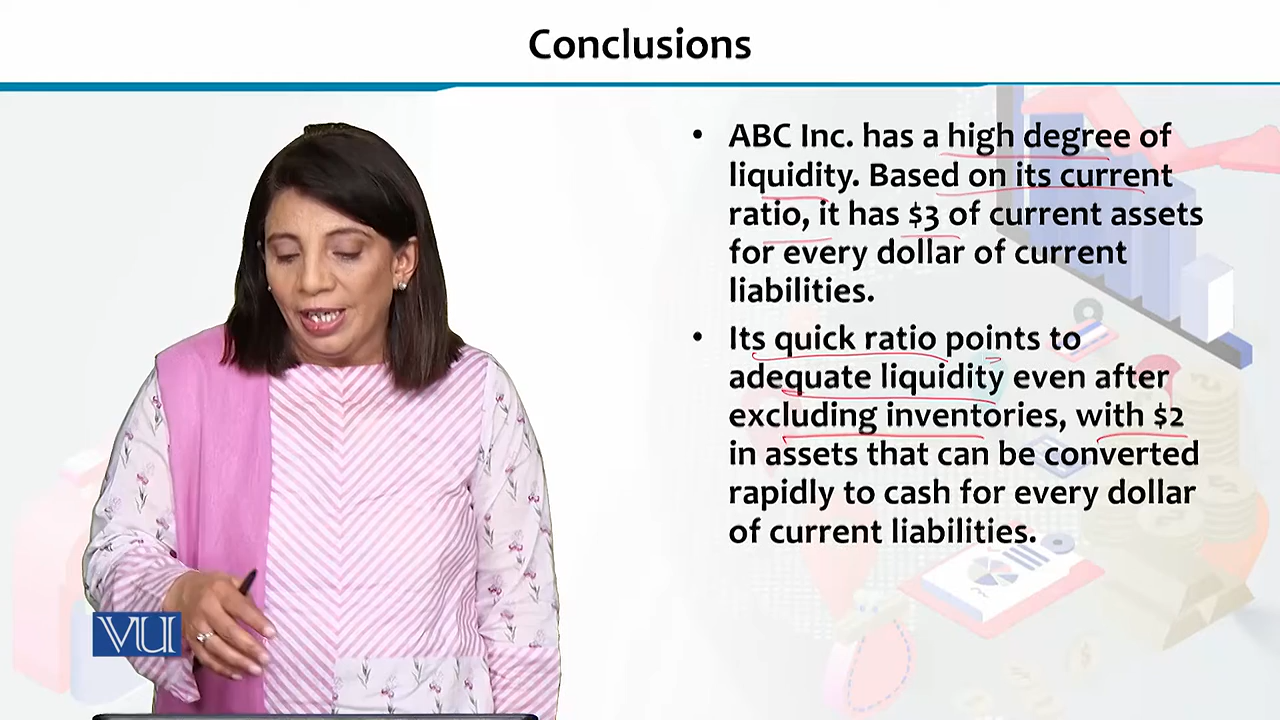 Conclusions
• ABC Inc. has a high degree of
liquidity. Based on its current
ratio, it has $3 of current assets
for every dollar of current
liabilities.
• Its quick ratio points to
adequate liquidity even after
excluding inventories, with $2
in assets that can be converted
rapidly to cash for every dollar
of current liabilities.
VU